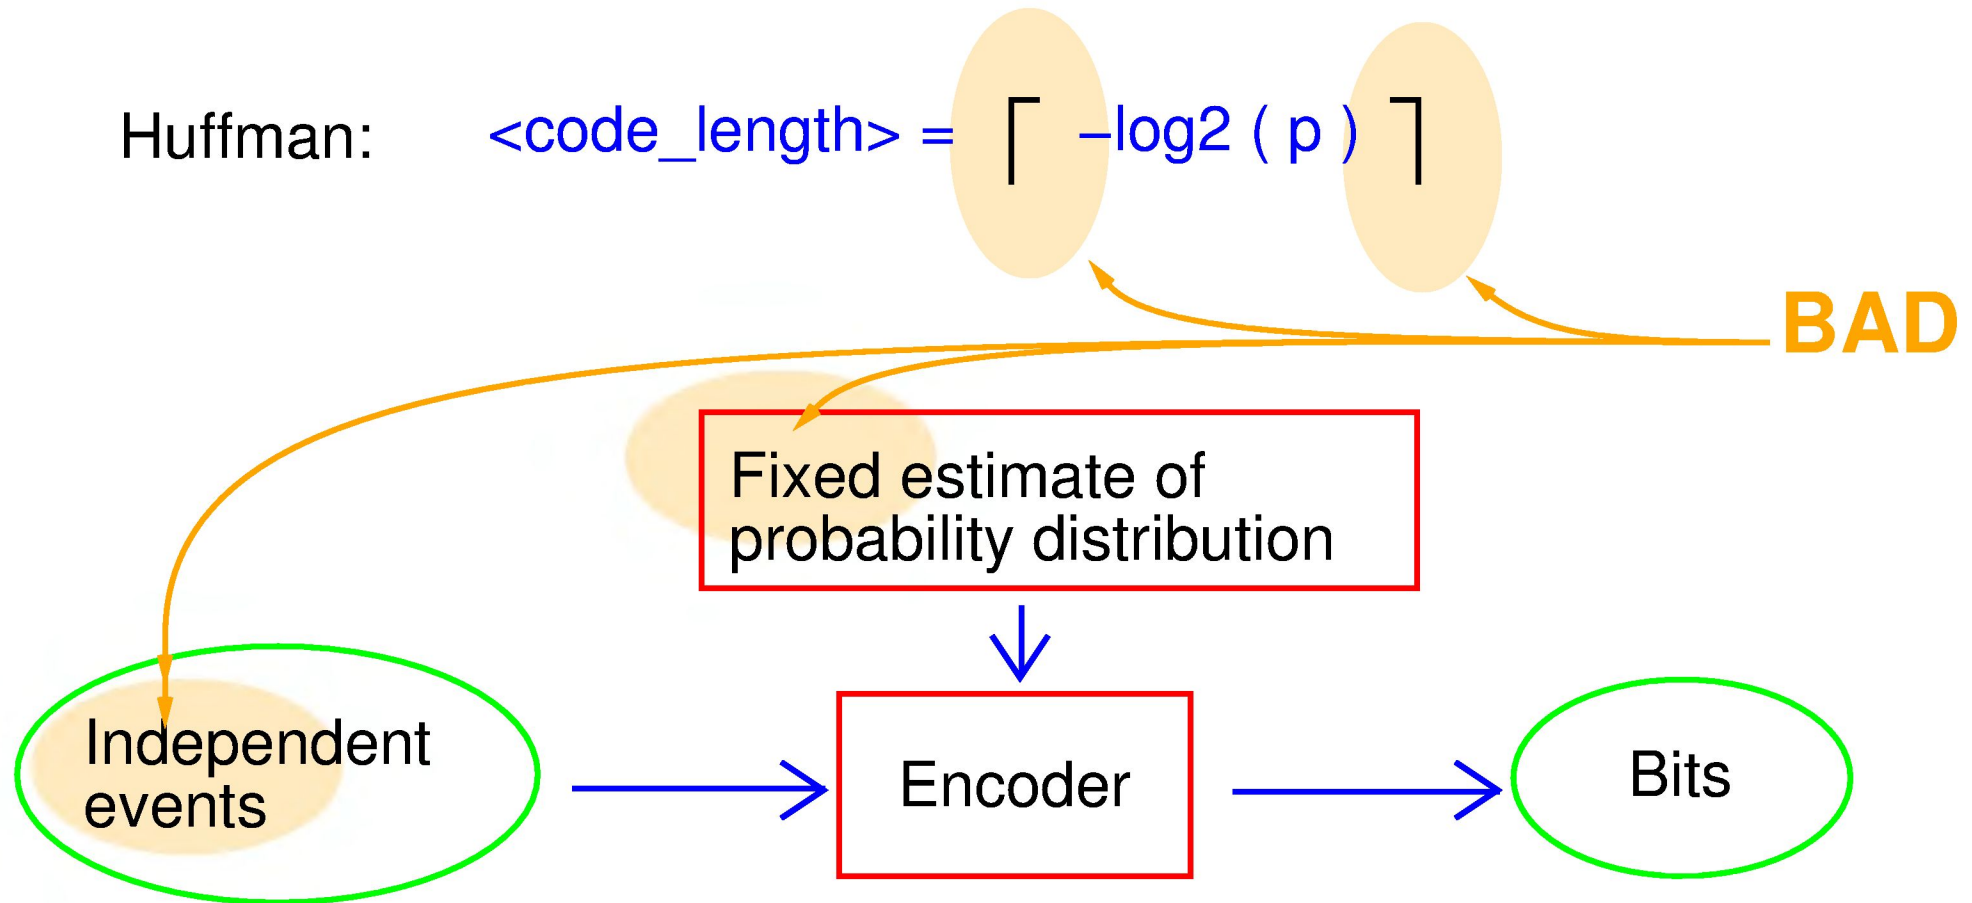 Huffman: <code_length> = ⌈ –log2 ( p ) ⌉
BAD
Fixed estimate of
probability distribution
Independent
events
Encoder
Bits